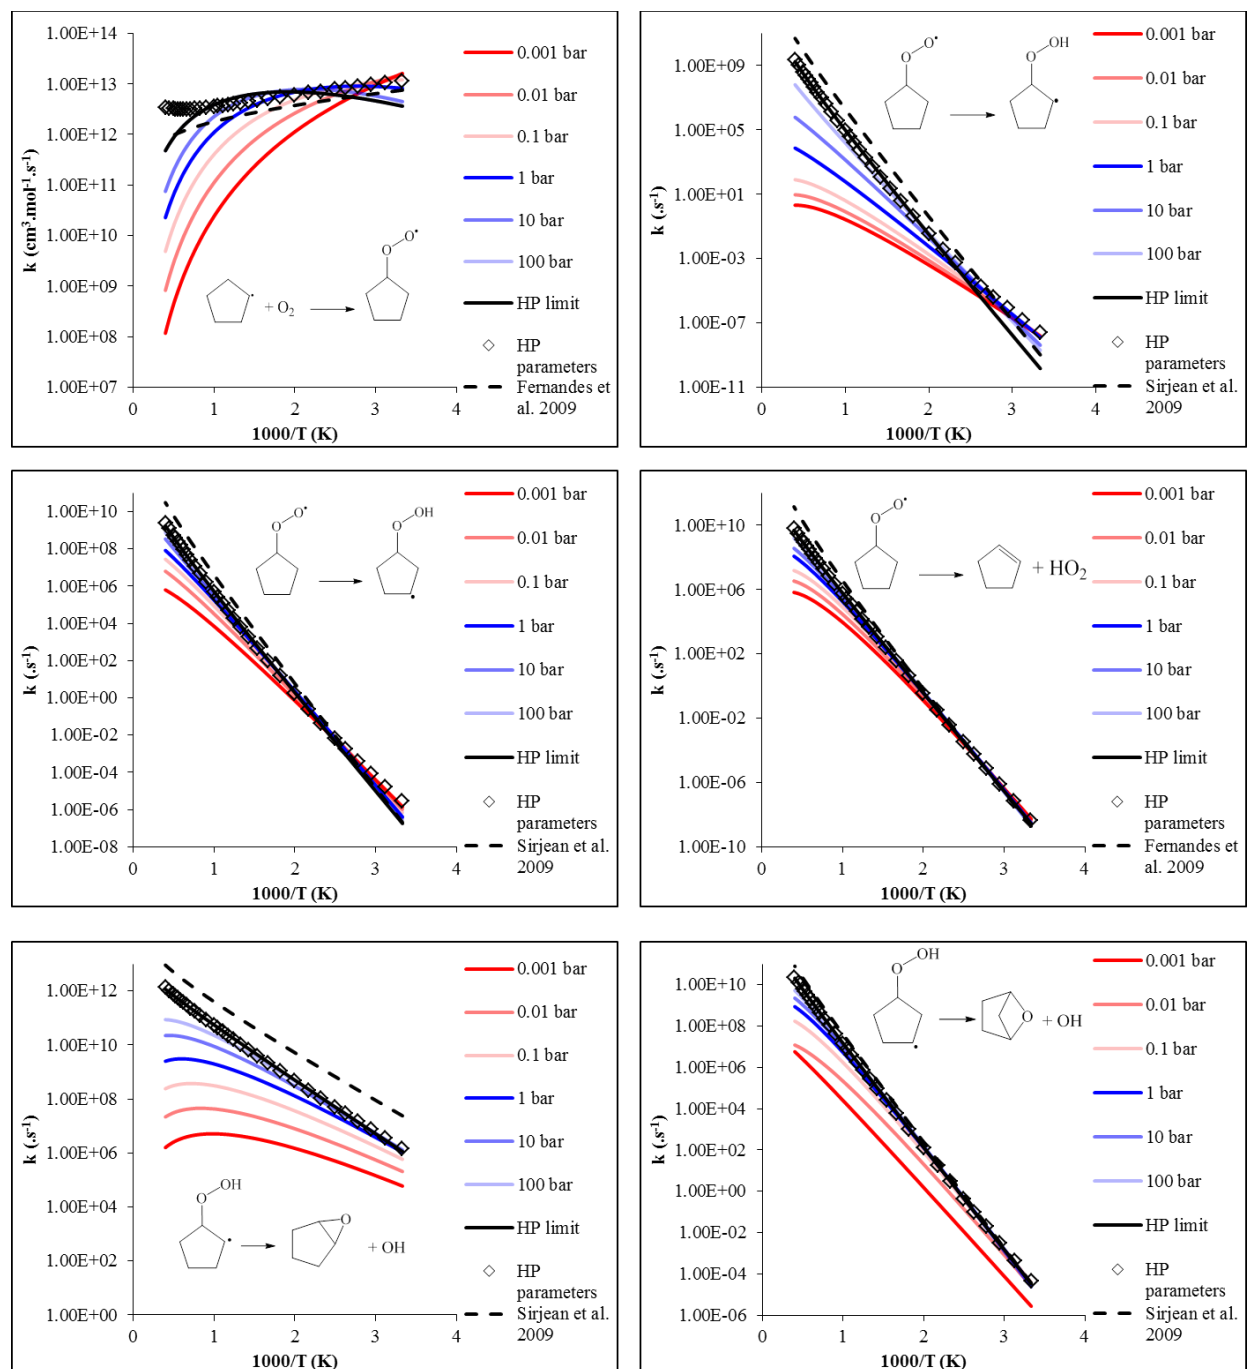 1.00E+14
1.00E+13
1.00E+12
1.00E+11
1.00E+10
1.00E+09
1.00E+08
1.00E+07
k (cm³.mol⁻¹.s⁻¹)
0 1 2 3 4
1000/T (K)
+ O₂
O O•
0.001 bar
0.01 bar
0.1 bar
1 bar
10 bar
100 bar
HP limit
HP
parameters
Fernandes et
al. 2009
1.00E+09
1.00E+05
1.00E+01
1.00E-03
1.00E-07
1.00E-11
k (.s⁻¹)
0 1 2 3 4
1000/T (K)
O O•
O OH
0.001 bar
0.01 bar
0.1 bar
1 bar
10 bar
100 bar
HP limit
HP
parameters
Sirjean et al.
2009
1.00E+10
1.00E+08
1.00E+06
1.00E+04
1.00E+02
1.00E+00
1.00E-02
1.00E-04
1.00E-06
1.00E-08
k (.s⁻¹)
0 1 2 3 4
1000/T (K)
O O•
O OH
0.001 bar
0.01 bar
0.1 bar
1 bar
10 bar
100 bar
HP limit
HP
parameters
Sirjean et al.
2009
1.00E+10
1.00E+06
1.00E+02
1.00E-02
1.00E-06
1.00E-10
k (.s⁻¹)
0 1 2 3 4
1000/T (K)
O O•
+ HO₂
0.001 bar
0.01 bar
0.1 bar
1 bar
10 bar
100 bar
HP limit
HP
parameters
Fernandes et
al. 2009
1.00E+12
1.00E+10
1.00E+08
1.00E+06
1.00E+04
1.00E+02
1.00E+00
k (.s⁻¹)
0 1 2 3 4
1000/T (K)
O OH
O
+ OH
0.001 bar
0.01 bar
0.1 bar
1 bar
10 bar
100 bar
HP limit
HP
parameters
Sirjean et al.
2009
1.00E+10
1.00E+08
1.00E+06
1.00E+04
1.00E+02
1.00E+00
1.00E-02
1.00E-04
1.00E-06
k (.s⁻¹)
0 1 2 3 4
1000/T (K)
O OH
O + OH
0.001 bar
0.01 bar
0.1 bar
1 bar
10 bar
100 bar
HP limit
HP
parameters
Sirjean et al.
2009